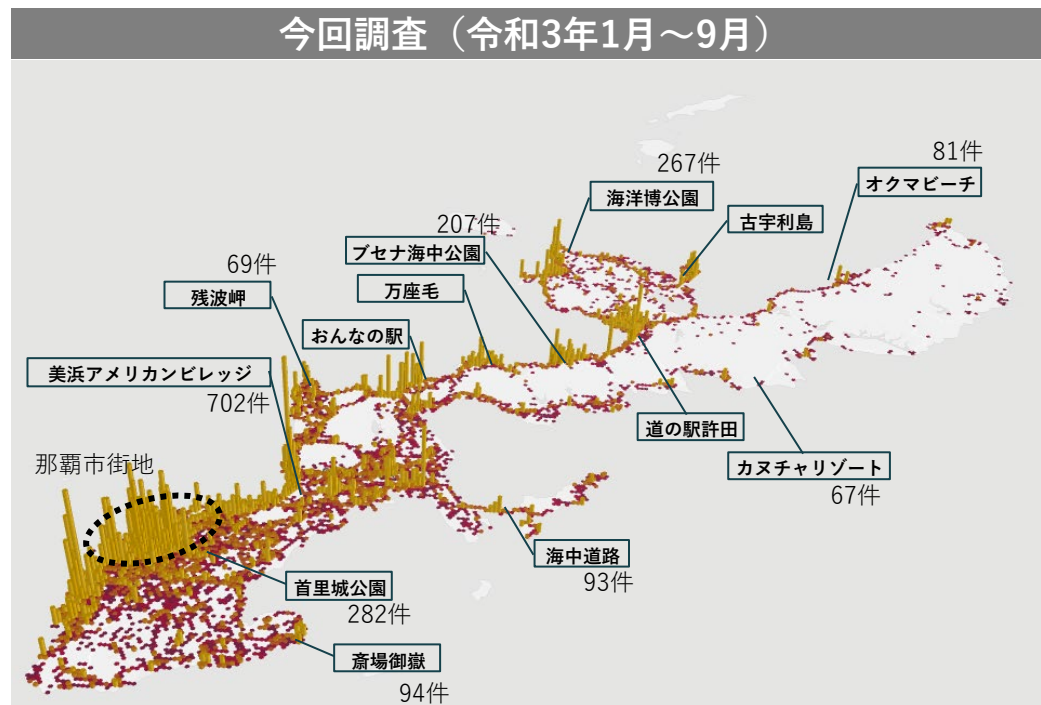 今回調査（令和3年1月～9月）
81件
オクマビーチ
267件
海洋博公園
古宇利島
207件
ブセナ海中公園
万座毛
69件
残波岬
おんなの駅
美浜アメリカンビレッジ
702件
道の駅許田
カヌチャリゾート
67件
那覇市街地
海中道路
93件
首里城公園
282件
斎場御嶽
94件